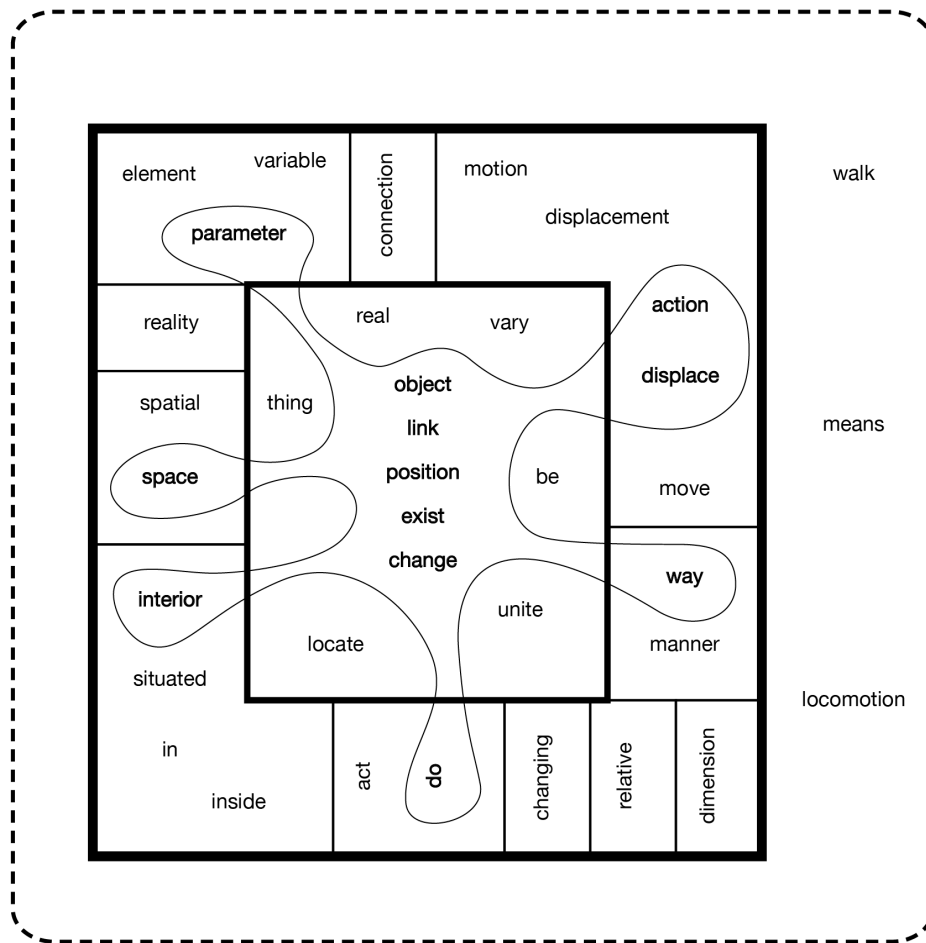 element
variable
connection
motion
displacement
walk
parameter
action
displace
reality
real
vary
object
spatial
thing
link
means
space
position
be
move
exist
change
interior
way
unite
locate
manner
situated
locomotion
in
inside
act
do
changing
relative
dimension